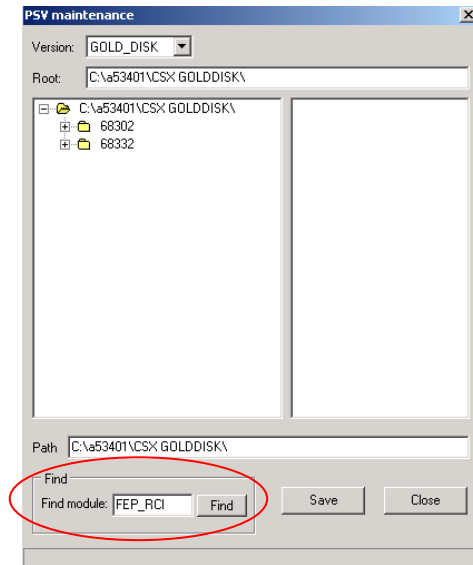 PSV maintenance
Version: GOLD_DISK
Root: C:\a53401\CSX GOLDDISK\
C:\a53401\CSX GOLDDISK\
68302
68332
Path C:\a53401\CSX GOLDDISK\
Find
Find module: FEP_RCI Find Save Close